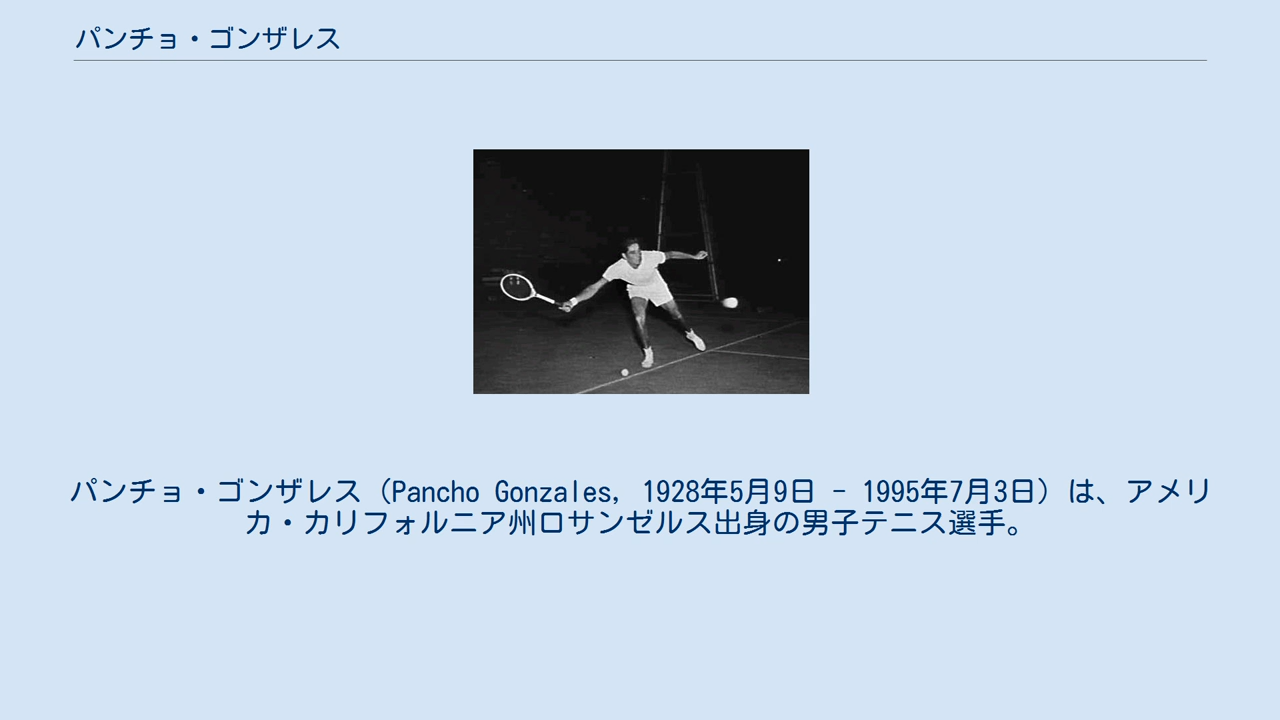 パンチョ・ゴンザレス
パンチョ・ゴンザレス（Pancho Gonzales, 1928年5月9日 - 1995年7月3日）は、アメリ
カ・カリフォルニア州ロサンゼルス出身の男子テニス選手。